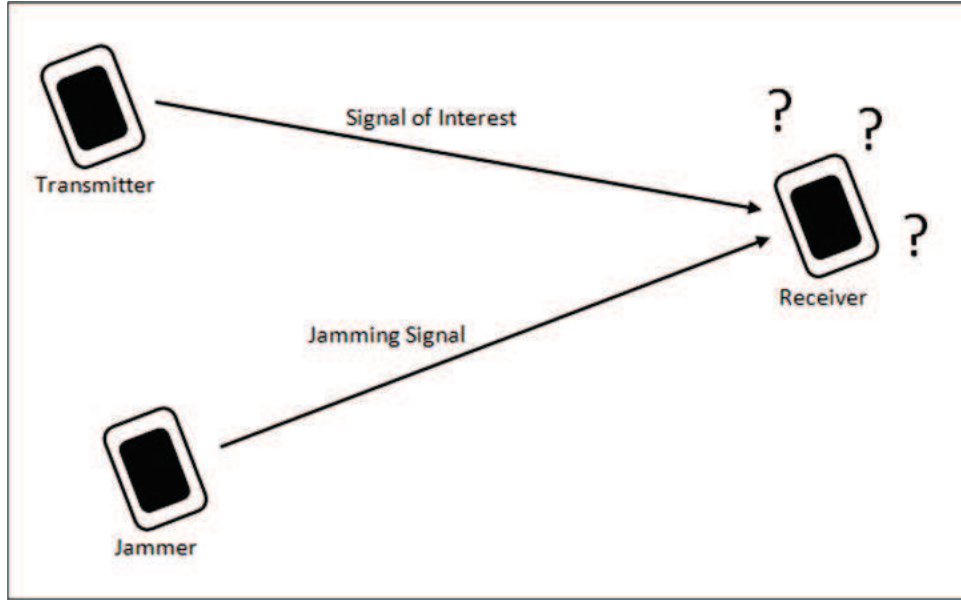 Signal of Interest
?
?
Transmitter
?
Receiver
Jamming Signal
Jammer